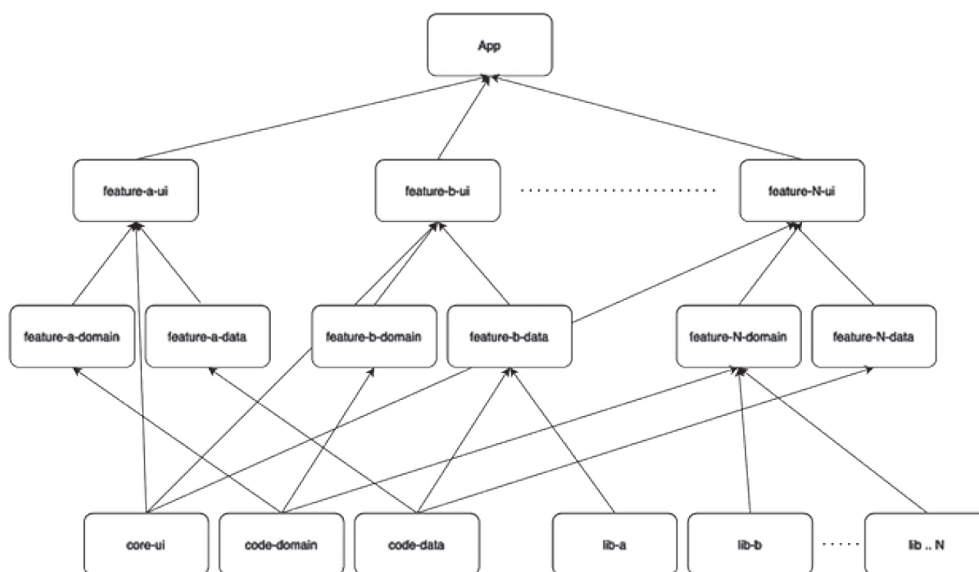 App
feature-a-ui
feature-b-ui
feature-N-ui
feature-a-domain
feature-a-data
feature-b-domain
feature-b-data
feature-N-domain
feature-N-data
core-ui
code-domain
code-data
lib-a
lib-b
lib .. N